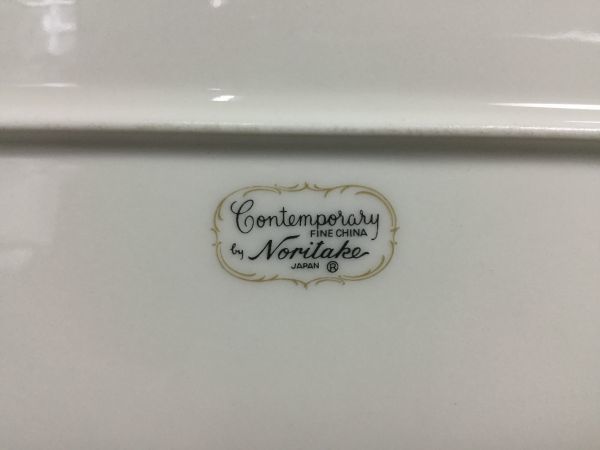 Contemporary
FINE CHINA
by Noritake
JAPAN ®